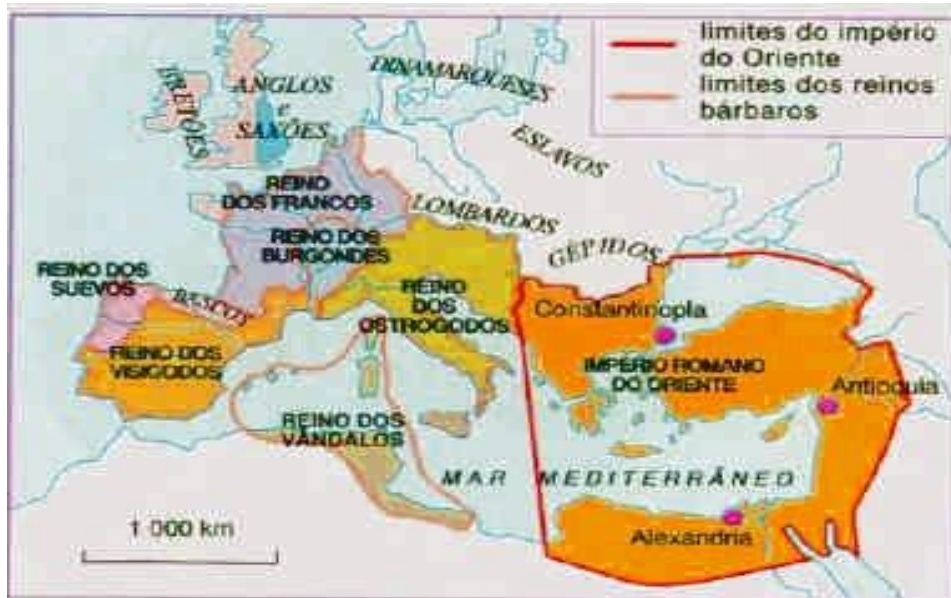 limites do império
do Oriente
limites dos reinos
bárbaros
BRETÕES
ANGLOS
e
SAXÕES
DINAMARQUESES
ESLAVOS
REINO
DOS FRANCOS
LOMBARDOS
GÉPIDOS
REINO DOS
BURGONDES
REINO DOS
SUEVOS
BASCOS
REINO
DOS
OSTROGODOS
Constantinopla
REINO DOS
VISIGODOS
IMPÉRIO ROMANO
DO ORIENTE
Antioquia
REINO DOS
VÂNDALOS
MAR MEDITERRÂNEO
1 000 km
Alexandria